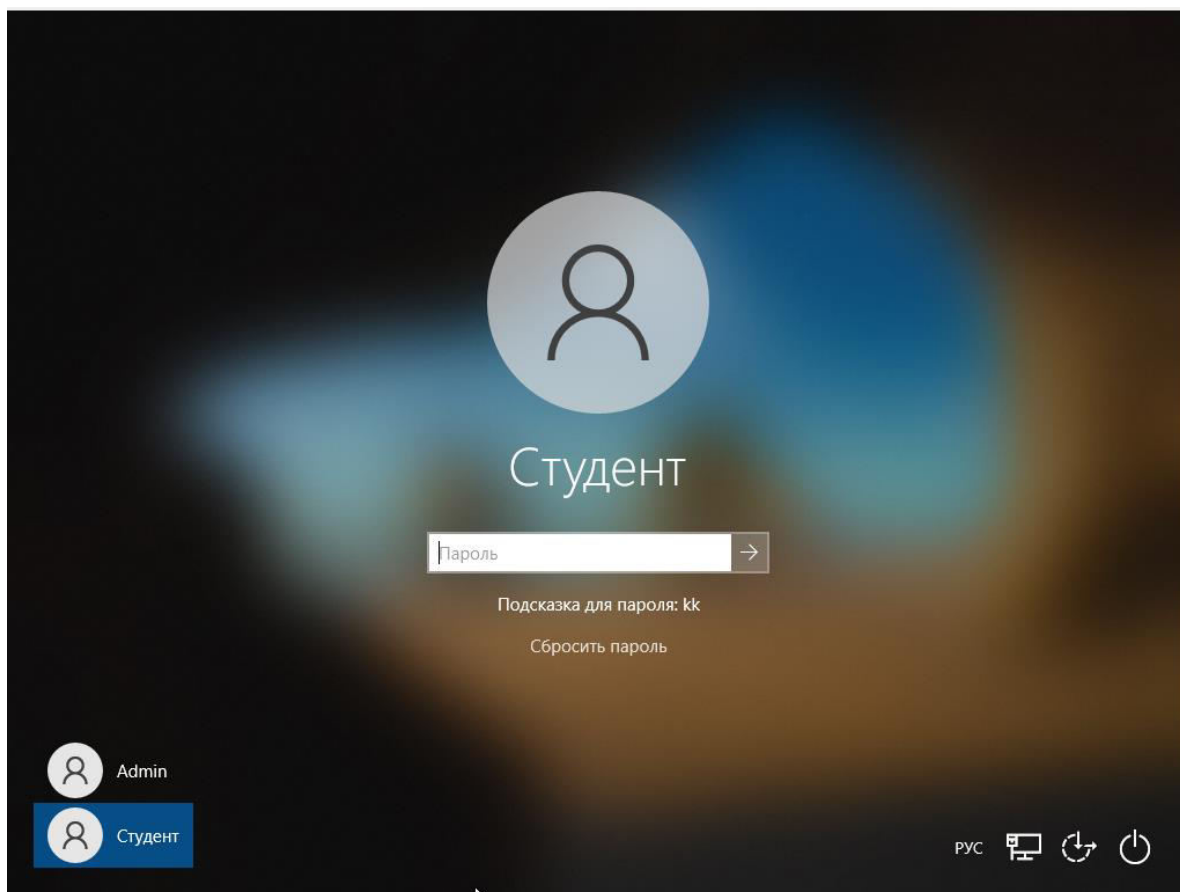 Студент
Пароль
Подсказка для пароля: kk
Сбросить пароль
Admin
Студент
РУС